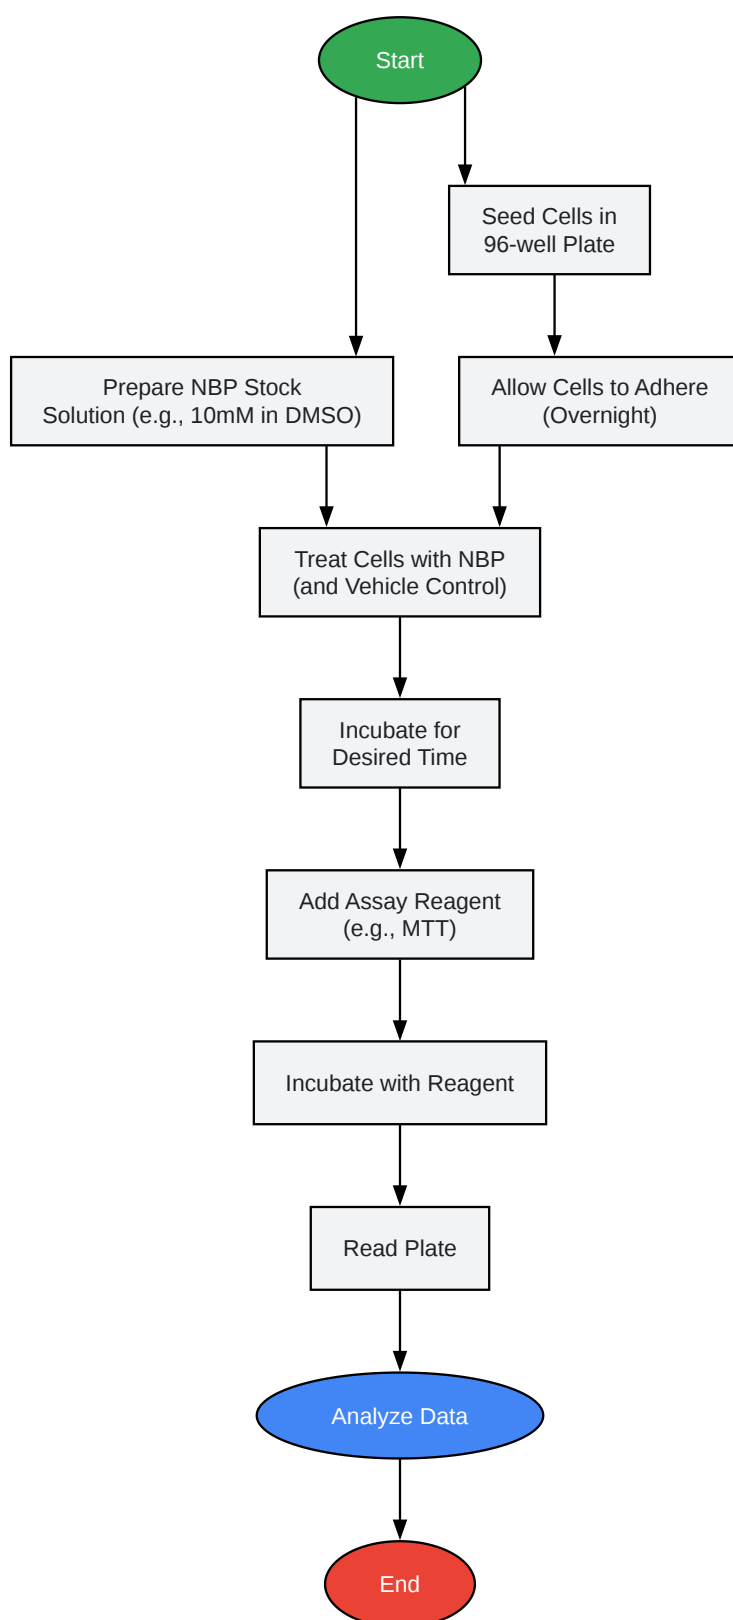 Start
Seed Cells in
96-well Plate
Prepare NBP Stock
Solution (e.g., 10mM in DMSO)
Allow Cells to Adhere
(Overnight)
Treat Cells with NBP
(and Vehicle Control)
Incubate for
Desired Time
Add Assay Reagent
(e.g., MTT)
Incubate with Reagent
Read Plate
Analyze Data
End